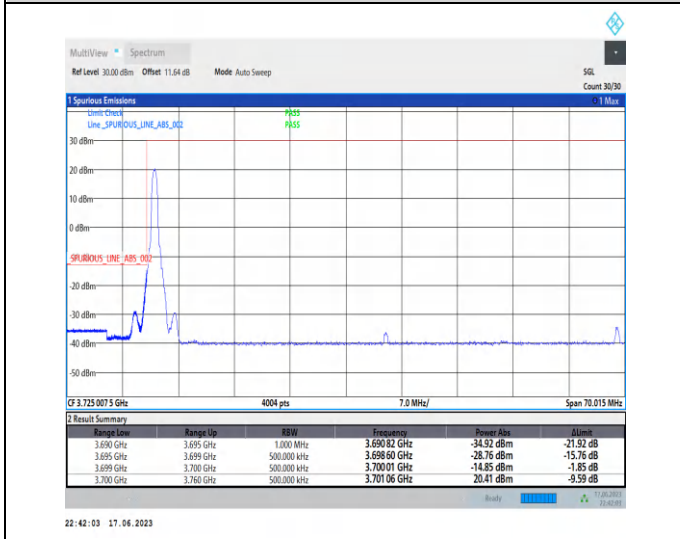 MultiView Spectrum
Ref Level 30.00 dBm Offset 11.64 dB Mode Auto Sweep SGL
Count 30/30
1 Spurious Emissions 1 Max
Limit Check PASS
Line _SPURIOUS_LINE_ABS_002 PASS
30 dBm
20 dBm
10 dBm
0 dBm
_SPURIOUS_LINE_ABS_002
-20 dBm
-30 dBm
-40 dBm
-50 dBm
CF 3.725 007 5 GHz 4004 pts 7.0 MHz/ Span 70.015 MHz
2 Result Summary
Range Low Range Up RBW Frequency Power Abs ΔLimit
3.690 GHz 3.695 GHz 1.000 MHz 3.690 82 GHz -34.92 dBm -21.92 dB
3.695 GHz 3.699 GHz 500.000 kHz 3.698 60 GHz -28.76 dBm -15.76 dB
3.699 GHz 3.700 GHz 500.000 kHz 3.700 01 GHz -14.85 dBm -1.85 dB
3.700 GHz 3.760 GHz 500.000 kHz 3.701 06 GHz 20.41 dBm -9.59 dB
Ready 17.06.2023
22:42:03
22:42:03 17.06.2023